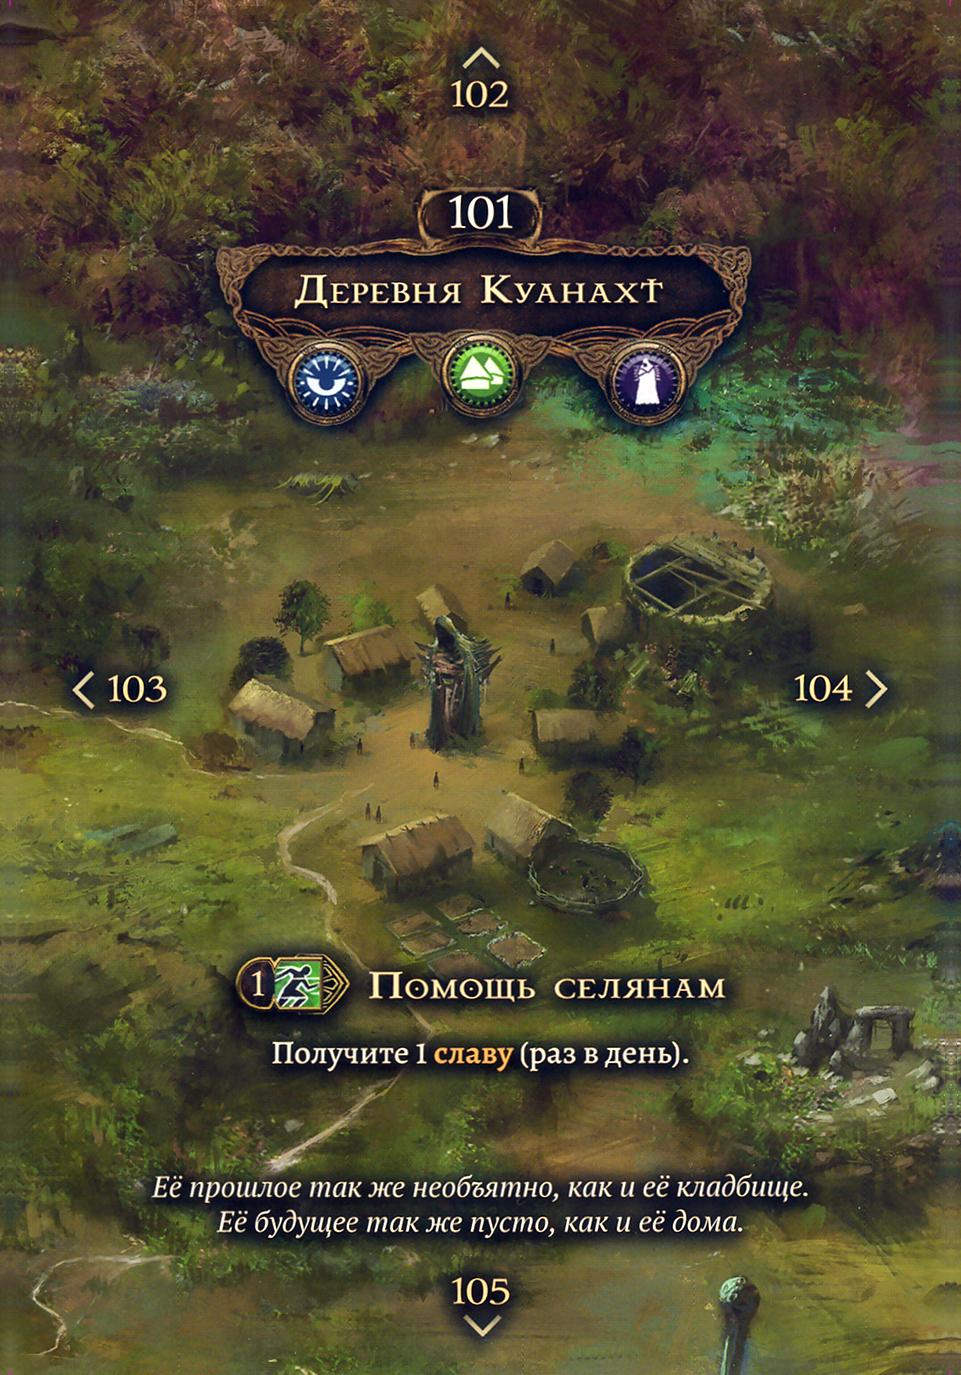 102
101
Деревня Куанахт
103
104
1 Помощь селянам
Получите 1 славу (раз в день).
Её прошлое так же необъятно, как и её кладбище.
Её будущее так же пусто, как и её дома.
105